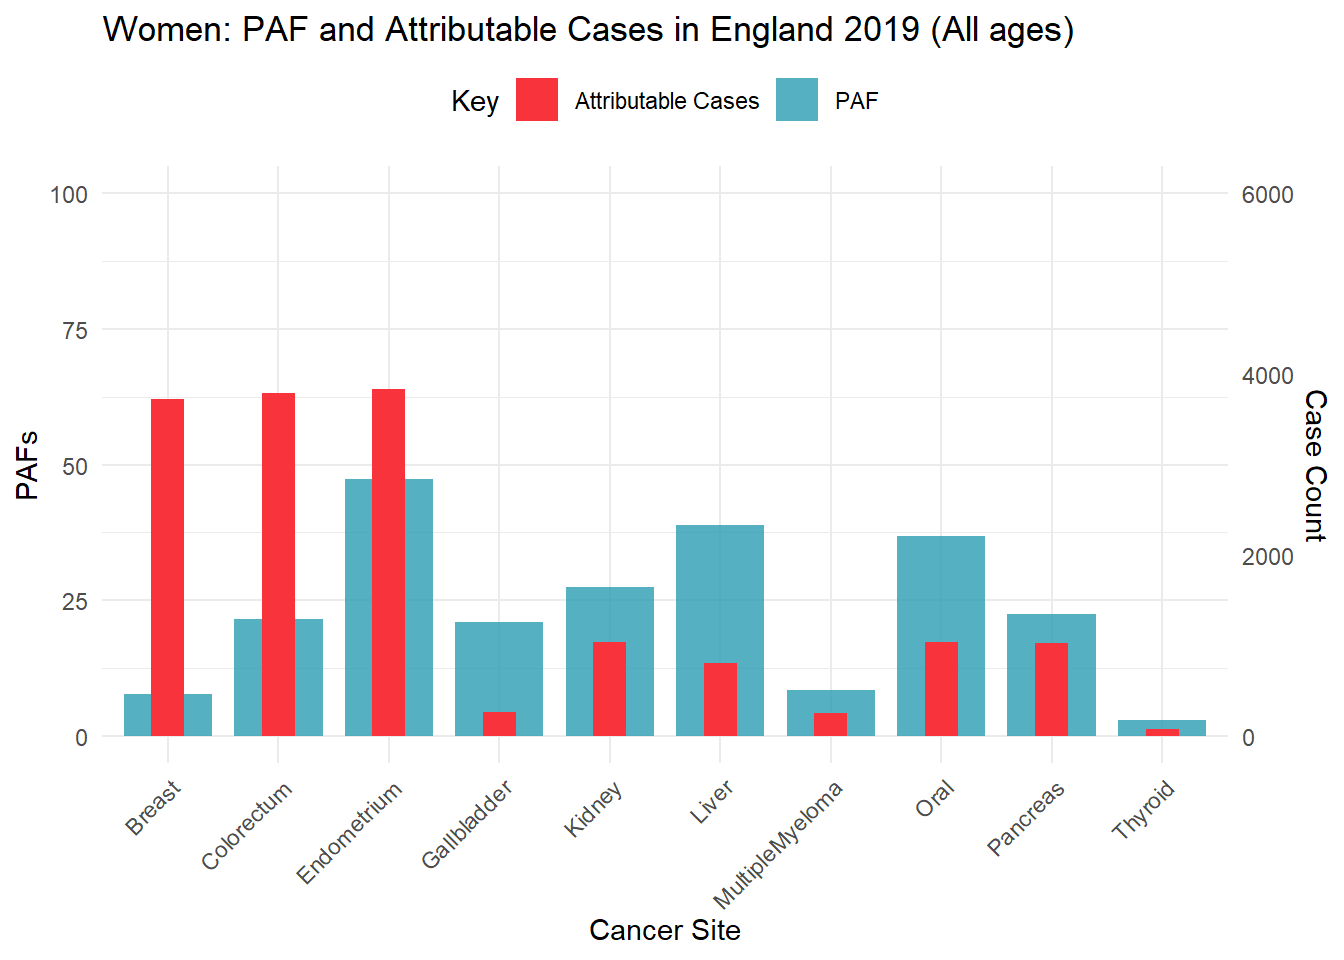 Women: PAF and Attributable Cases in England 2019 (All ages)
Key Attributable Cases PAF
100
75
50
25
0
PAFs
6000
4000
2000
0
Case Count
Breast
Colorectum
Endometrium
Gallbladder
Kidney
Liver
MultipleMyeloma
Oral
Pancreas
Thyroid
Cancer Site